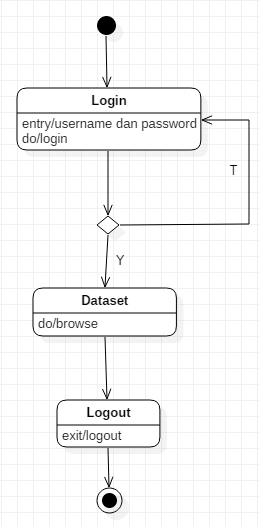 Login
entry/username dan password
do/login
T
Y
Dataset
do/browse
Logout
exit/logout